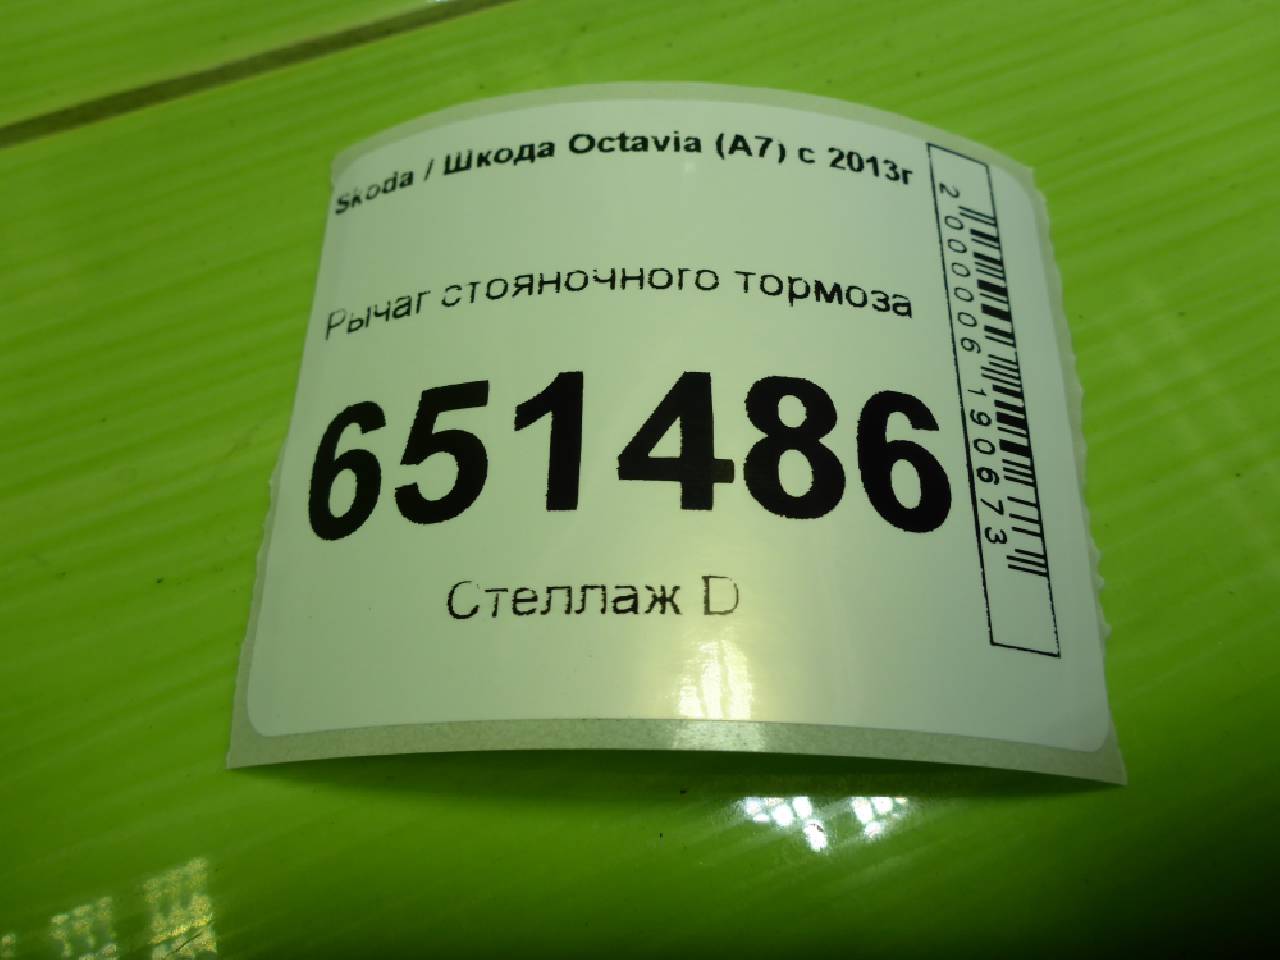 Skoda / Шкода Octavia (A7) с 2013г
Рычаг стояночного тормоза
651486
Стеллаж D
2000006190673